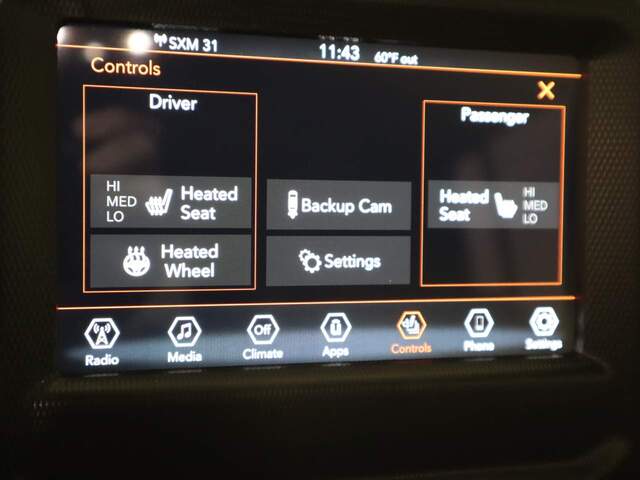 SXM 31 11:43 60°F out
Controls
X
Driver
Passenger
HI
MED
LO
Heated
Seat
Backup Cam
Heated
Seat
HI
MED
LO
Heated
Wheel
Settings
Off
Radio Media Climate Apps Controls Phone Settings